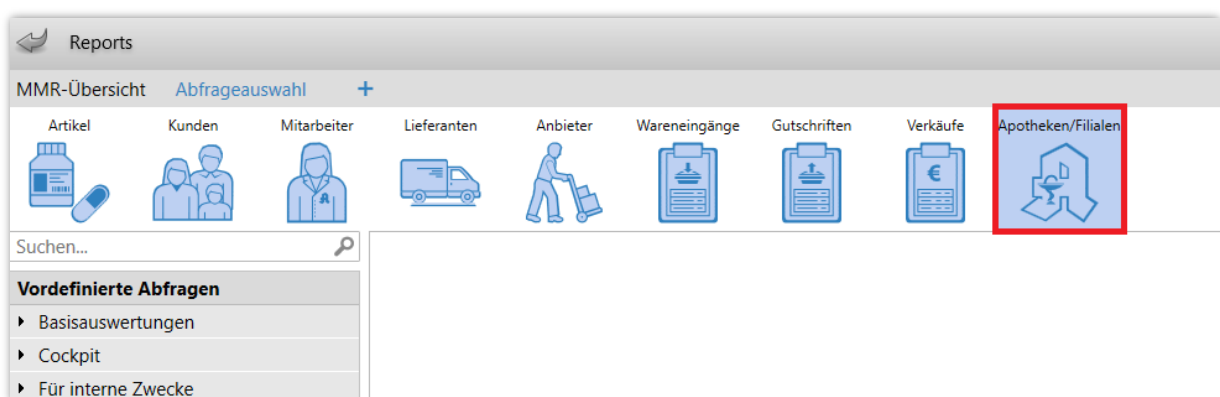 Reports
MMR-Übersicht Abfrageauswahl +
Artikel Kunden Mitarbeiter Lieferanten Anbieter Wareneingänge Gutschriften Verkäufe Apotheken/Filialen
Suchen...
Vordefinierte Abfragen
Basisauswertungen
Cockpit
Für interne Zwecke